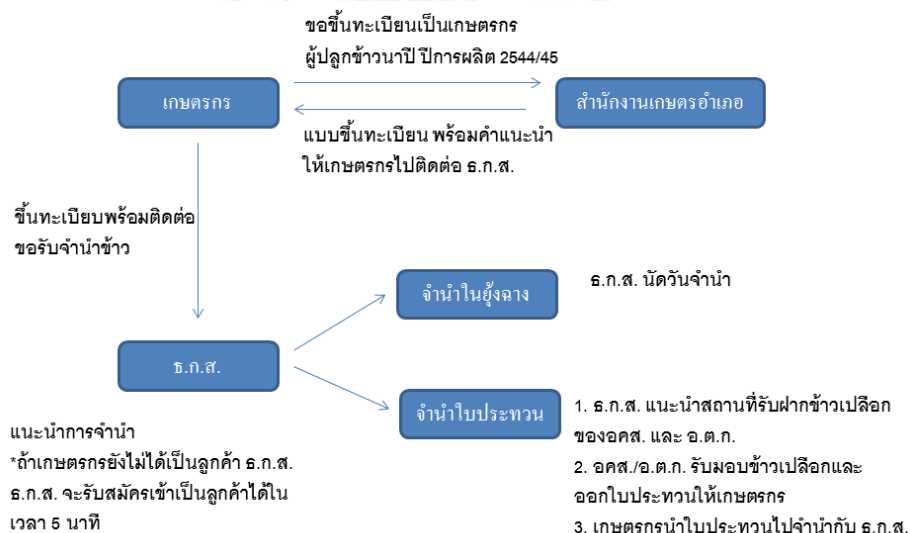 ขอขึ้นทะเบียนเป็นเกษตรกร
ผู้ปลูกข้าวนาปี ปีการผลิต 2544/45
เกษตรกร
สำนักงานเกษตรอำเภอ
แบบขึ้นทะเบียน พร้อมคำแนะนำ
ให้เกษตรกรไปติดต่อ ธ.ก.ส.
ขึ้นทะเบียบพร้อมติดต่อ
ขอรับจำนำข้าว
จำนำในยุ้งฉาง
ธ.ก.ส. นัดวันจำนำ
ธ.ก.ส.
จำนำใบประทวน
แนะนำการจำนำ
*ถ้าเกษตรกรยังไม่ได้เป็นลูกค้า ธ.ก.ส.
ธ.ก.ส. จะรับสมัครเข้าเป็นลูกค้าได้ใน
เวลา 5 นาที
1. ธ.ก.ส. แนะนำสถานที่รับฝากข้าวเปลือก
ของอคส. และ อ.ต.ก.
2. อคส./อ.ต.ก. รับมอบข้าวเปลือกและ
ออกใบประทวนให้เกษตรกร
3. เกษตรกรนำใบประทวนไปจำนำกับ ธ.ก.ส.